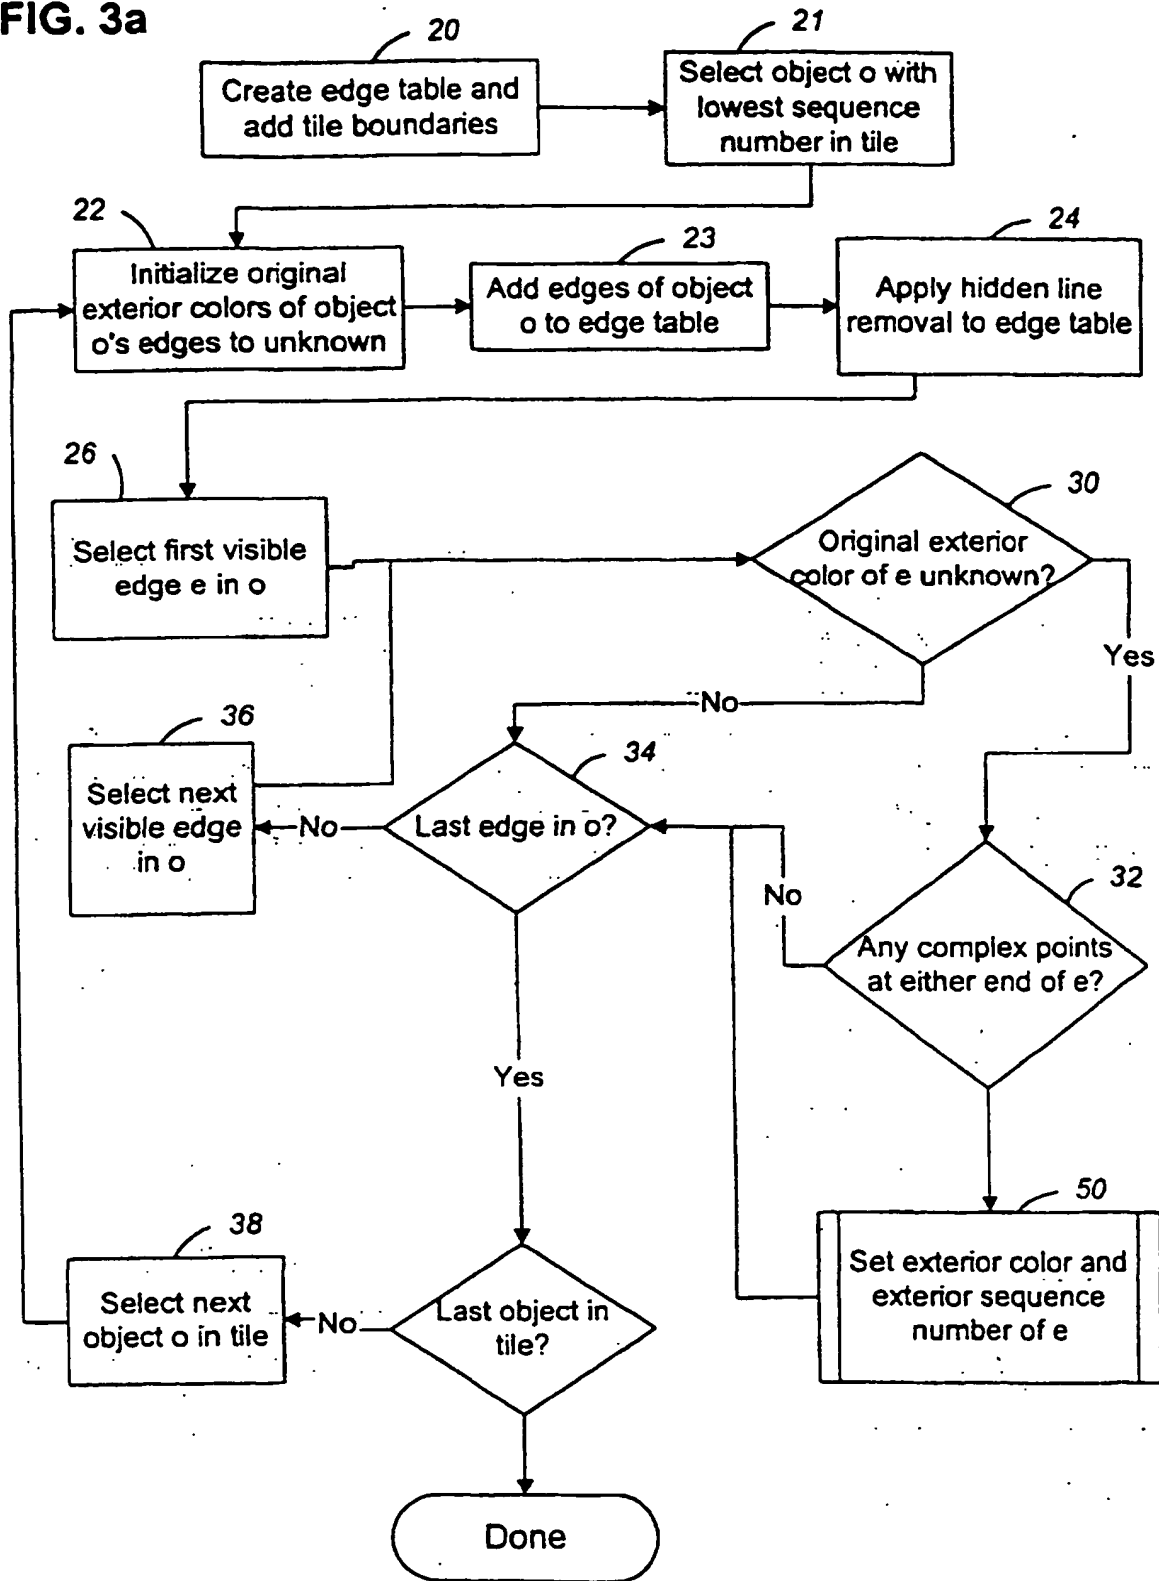 FIG. 3a
20
Create edge table and
add tile boundaries
21
Select object o with
lowest sequence
number in tile
22
Initialize original
exterior colors of object
o's edges to unknown
23
Add edges of object
o to edge table
24
Apply hidden line
removal to edge table
26
Select first visible
edge e in o
30
Original exterior
color of e unknown?
Yes
No
36
Select next
visible edge
in o
No
34
Last edge in o?
No
32
Any complex points
at either end of e?
Yes
50
Set exterior color and
exterior sequence
number of e
38
Select next
object o in tile
No
Last object in
tile?
Done